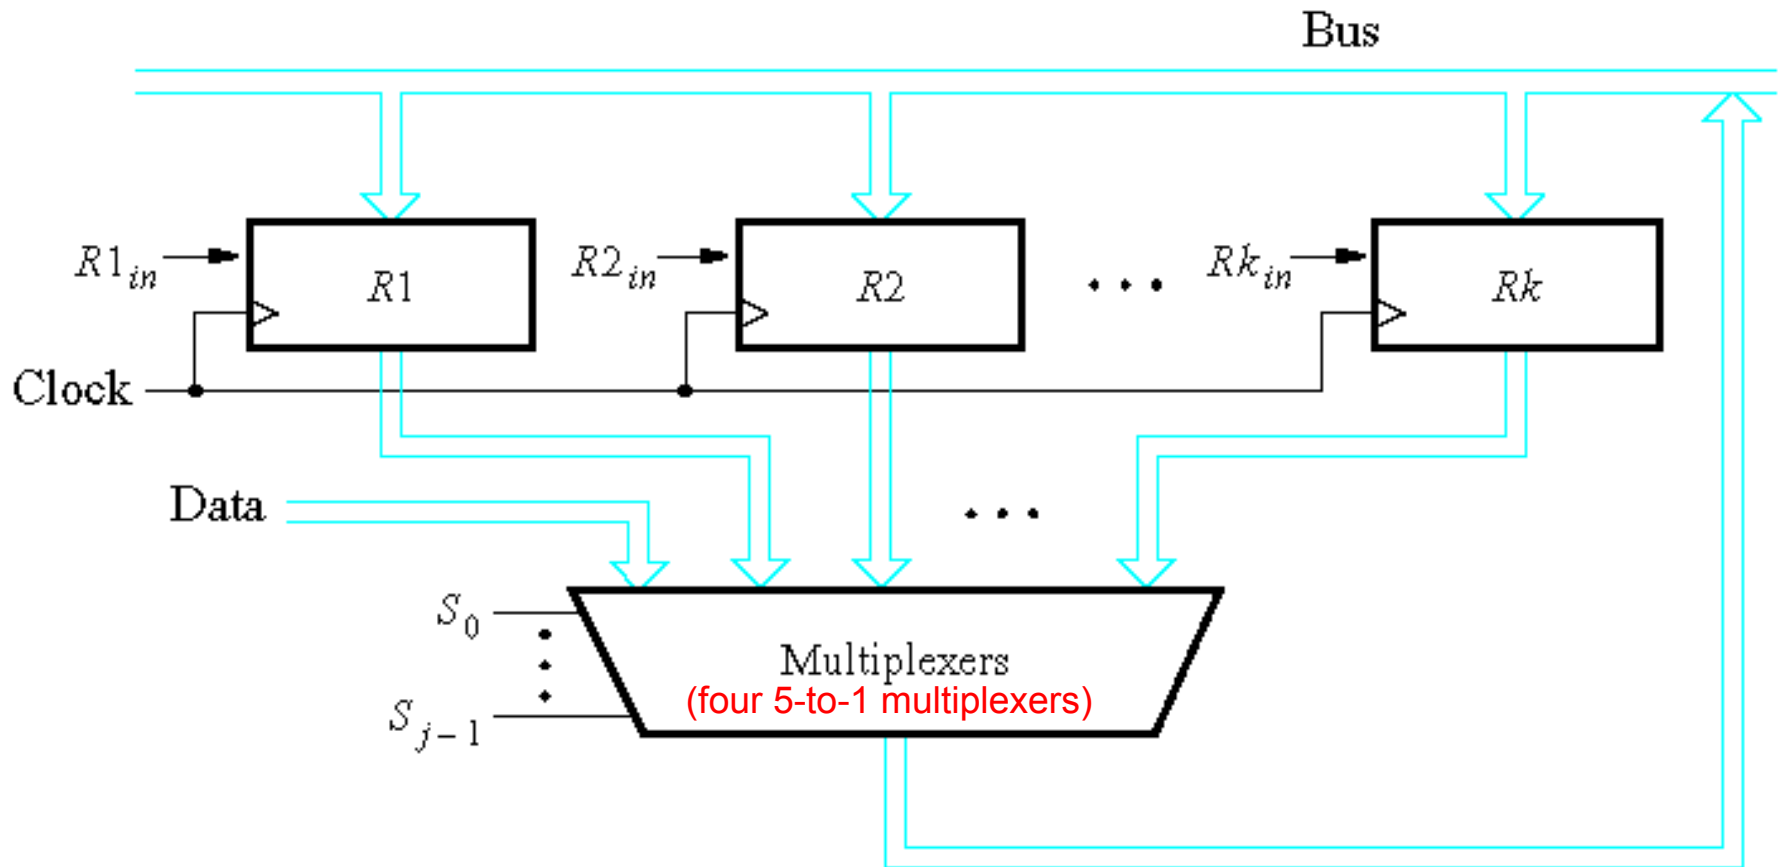 Bus
R1in R1 R2in R2 • • • Rkin Rk
Clock
Data • • •
S0
Multiplexers
(four 5-to-1 multiplexers)
Sj−1